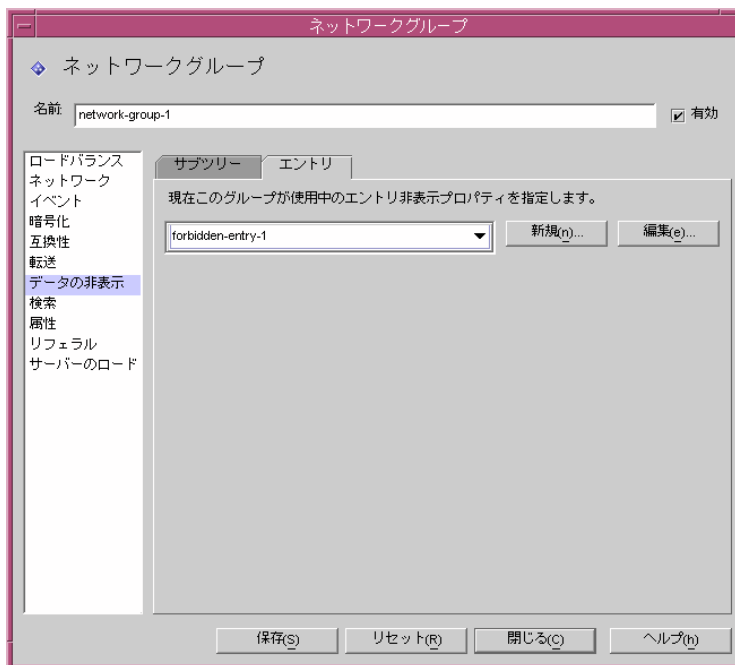 ネットワークグループ
ネットワークグループ
名前: network-group-1 有効
ロードバランス
ネットワーク
イベント
暗号化
互換性
転送
データの非表示
検索
属性
リフェラル
サーバーのロード
サブツリー エントリ
現在このグループが使用中のエントリ非表示プロパティを指定します。
forbidden-entry-1 新規(n)... 編集(e)...
保存(S) リセット(R) 閉じる(C) ヘルプ(h)